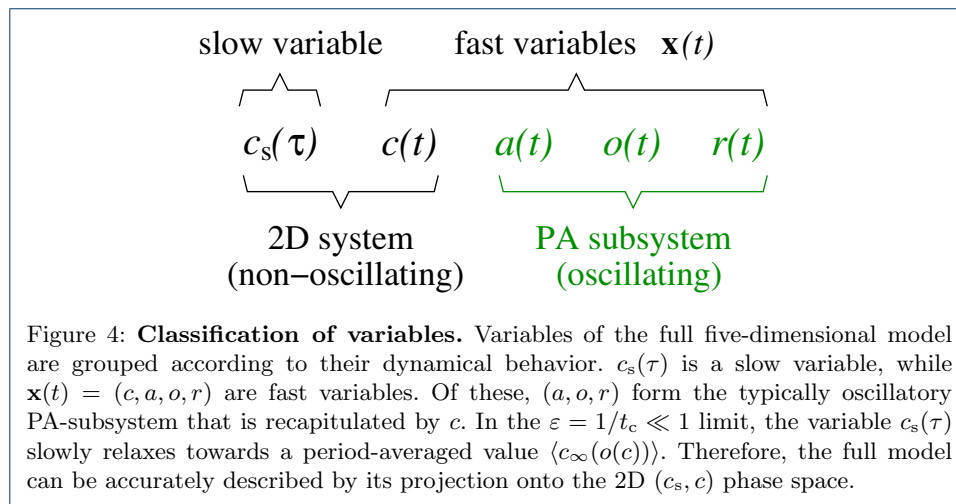 slow variable fast variables x(t)
cₛ(τ) c(t) a(t) o(t) r(t)
2D system PA subsystem
(non−oscillating) (oscillating)
Figure 4: Classification of variables. Variables of the full five-dimensional model
are grouped according to their dynamical behavior. cₛ(τ) is a slow variable, while
x(t) = (c, a, o, r) are fast variables. Of these, (a, o, r) form the typically oscillatory
PA-subsystem that is recapitulated by c. In the ε = 1/t_c ≪ 1 limit, the variable cₛ(τ)
slowly relaxes towards a period-averaged value ⟨c∞(o(c))⟩. Therefore, the full model
can be accurately described by its projection onto the 2D (cₛ, c) phase space.